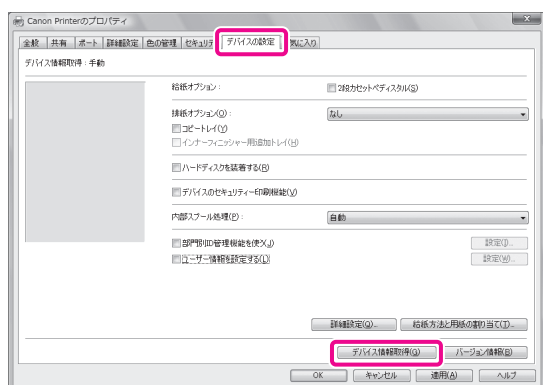 Canon Printerのプロパティ
全般 共有 ポート 詳細設定 色の管理 セキュリテ デバイスの設定 気に入り
デバイス情報取得：手動
給紙オプション： 2段カセットペディスタル(S)
排紙オプション(O)： なし
コピートレイ(Y)
インナーフィニッシャー用追加トレイ(H)
ハードディスクを装着する(R)
デバイスのセキュリティー印刷機能(V)
内部スプール処理(P)： 自動
部門別ID管理機能を使う(J) 設定(I)...
ユーザー情報を設定する(L) 設定(W)...
詳細設定(Q)... 給紙方法と用紙の割り当て(T)...
デバイス情報取得(G) バージョン情報(B)
OK キャンセル 適用(A) ヘルプ